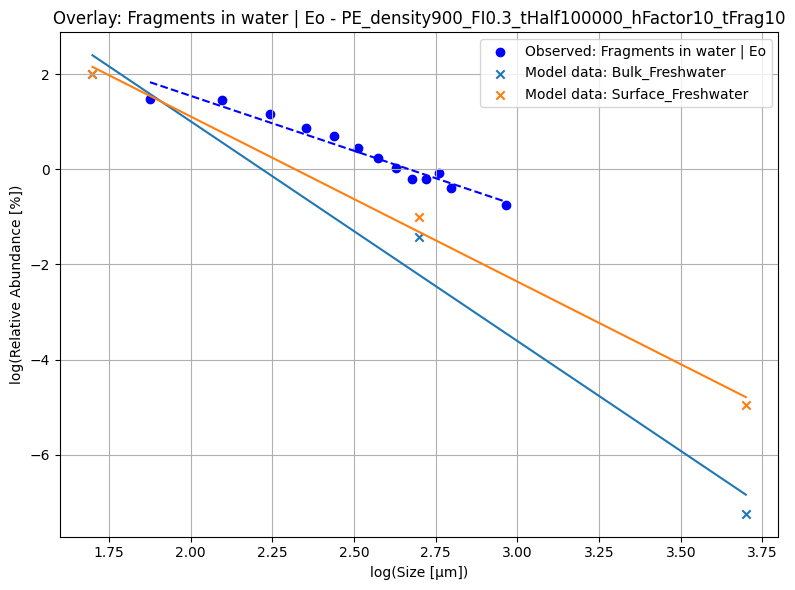 Overlay: Fragments in water | Eo - PE_density900_FI0.3_tHalf100000_hFactor10_tFrag10
Observed: Fragments in water | Eo
Model data: Bulk_Freshwater
Model data: Surface_Freshwater
log(Relative Abundance [%])
2
0
−2
−4
−6
1.75
2.00
2.25
2.50
2.75
3.00
3.25
3.50
3.75
log(Size [μm])